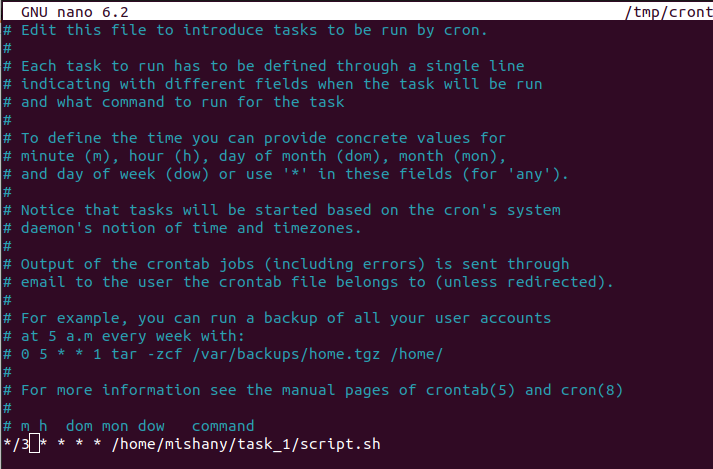 GNU nano 6.2 /tmp/cront
# Edit this file to introduce tasks to be run by cron.
#
# Each task to run has to be defined through a single line
# indicating with different fields when the task will be run
# and what command to run for the task
#
# To define the time you can provide concrete values for
# minute (m), hour (h), day of month (dom), month (mon),
# and day of week (dow) or use '*' in these fields (for 'any').
#
# Notice that tasks will be started based on the cron's system
# daemon's notion of time and timezones.
#
# Output of the crontab jobs (including errors) is sent through
# email to the user the crontab file belongs to (unless redirected).
#
# For example, you can run a backup of all your user accounts
# at 5 a.m every week with:
# 0 5 * * 1 tar -zcf /var/backups/home.tgz /home/
#
# For more information see the manual pages of crontab(5) and cron(8)
#
# m h  dom mon dow   command
*/3 * * * * /home/mishany/task_1/script.sh